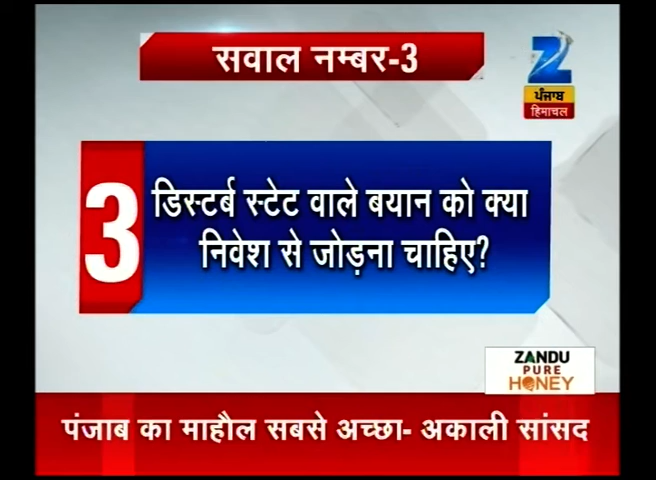 सवाल नम्बर-3
Z
ਪੰਜਾਬ
हिमाचल
3
डिस्टर्ब स्टेट वाले बयान को क्या
निवेश से जोड़ना चाहिए?
ZANDU
PURE
HONEY
पंजाब का माहौल सबसे अच्छा- अकाली सांसद